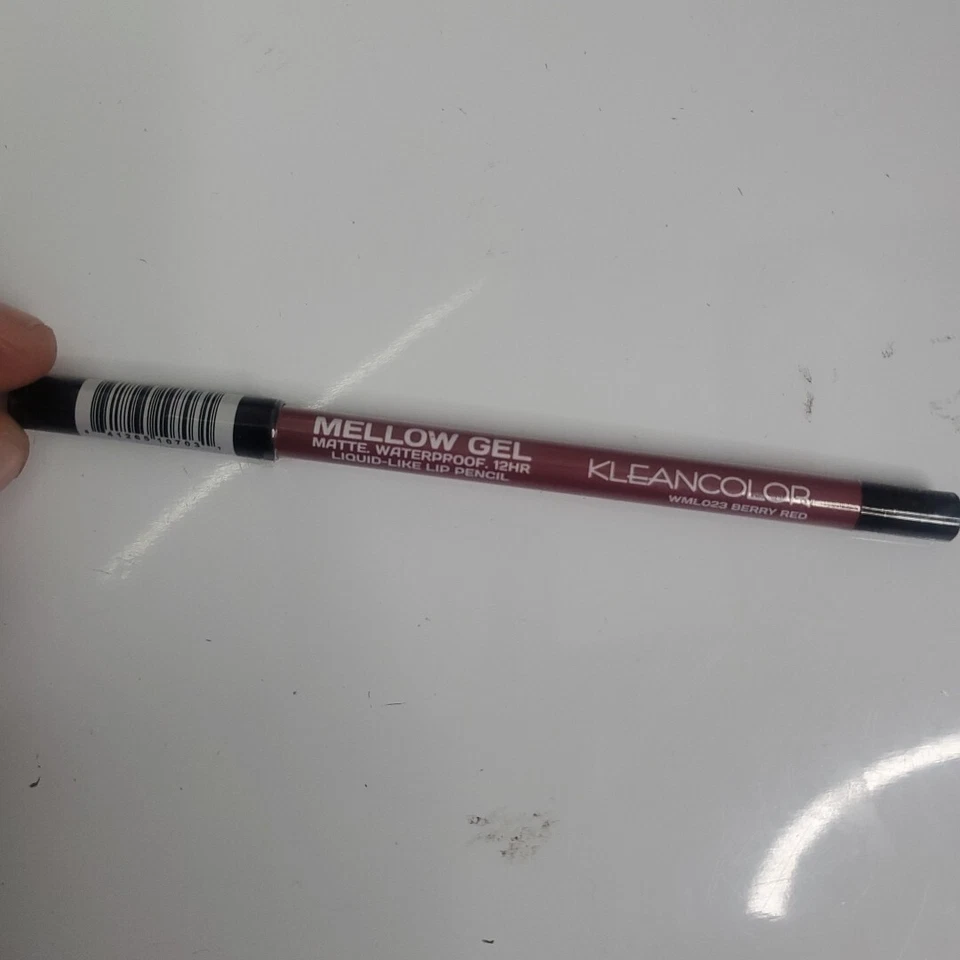 MELLOW GEL
MATTE. WATERPROOF. 12HR
LIQUID-LIKE LIP PENCIL
KLEANCOLOR
WML023 BERRY RED